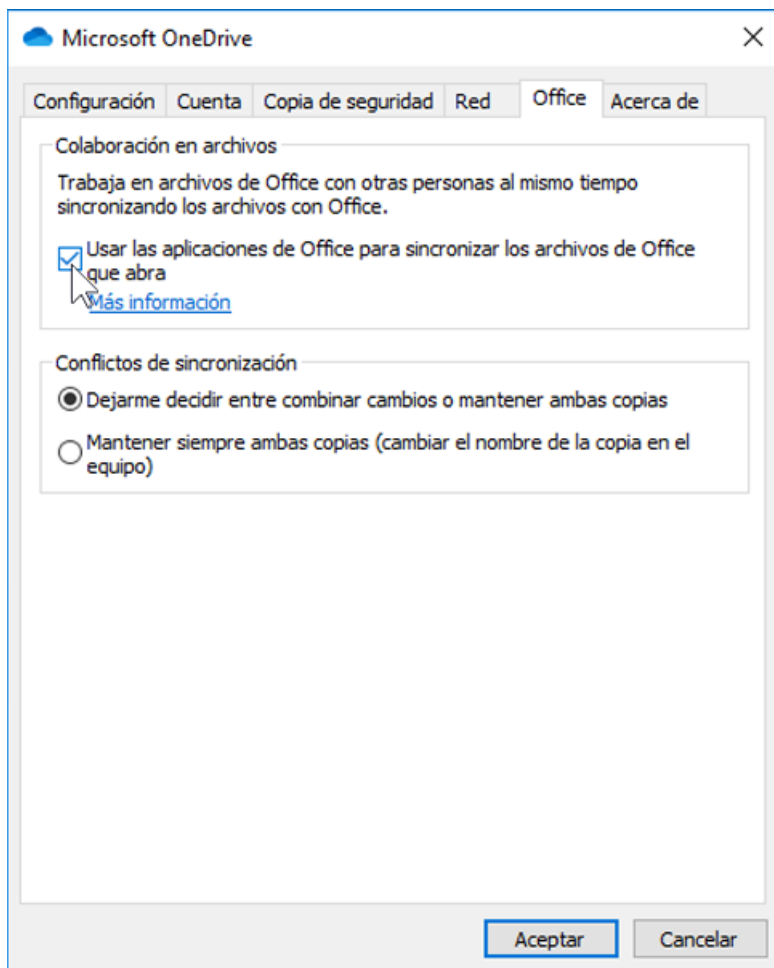 Microsoft OneDrive
Configuración
Cuenta
Copia de seguridad
Red
Office
Acerca de
Colaboración en archivos
Trabaja en archivos de Office con otras personas al mismo tiempo
sincronizando los archivos con Office.
Usar las aplicaciones de Office para sincronizar los archivos de Office
que abra
Más información
Conflictos de sincronización
Dejarme decidir entre combinar cambios o mantener ambas copias
Mantener siempre ambas copias (cambiar el nombre de la copia en el
equipo)
Aceptar
Cancelar